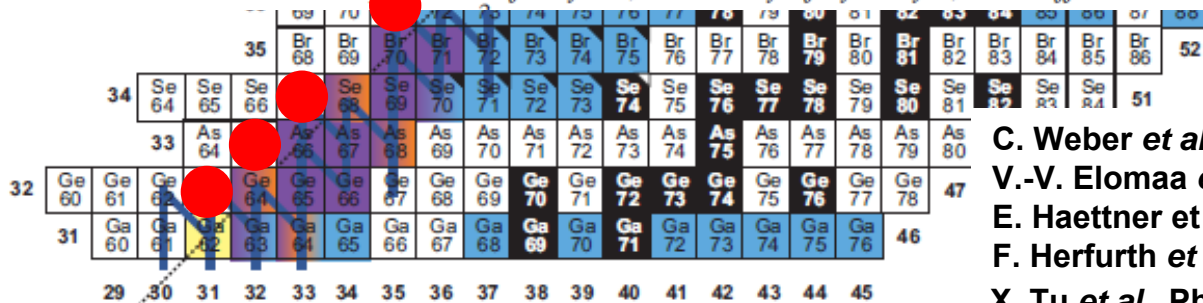 69 70 73 74 75 76 77 78 79 80 81 82 83 84 85 86 87 88
35 Br 68 Br 69 Br 70 Br 71 Br 72 Br 73 Br 74 Br 75 Br 76 Br 77 Br 78 Br 79 Br 80 Br 81 Br 82 Br 83 Br 84 Br 85 Br 86 52
34 Se 64 Se 65 Se 66 Se 68 Se 69 Se 70 Se 71 Se 72 Se 73 Se 74 Se 75 Se 76 Se 77 Se 78 Se 79 Se 80 Se 81 Se 82 Se 83 Se 84 51
33 As 64 As 66 As 67 As 68 As 69 As 70 As 71 As 72 As 73 As 74 As 75 As 76 As 77 As 78 As 79 As 80
32 Ge 60 Ge 61 Ge 62 Ge 64 Ge 65 Ge 66 Ge 67 Ge 68 Ge 69 Ge 70 Ge 71 Ge 72 Ge 73 Ge 74 Ge 75 Ge 76 Ge 77 Ge 78 47
31 Ga 60 Ga 61 Ga 62 Ga 63 Ga 64 Ga 65 Ga 66 Ga 67 Ga 68 Ga 69 Ga 70 Ga 71 Ga 72 Ga 73 Ga 74 Ga 75 Ga 76 46
29 30 31 32 33 34 35 36 37 38 39 40 41 42 43 44 45
C. Weber et al
V.-V. Elomaa
E. Haettner et
F. Herfurth et
X. Tu et al., Ph